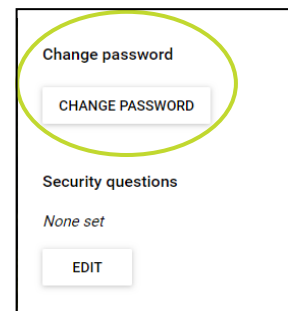 Change password
CHANGE PASSWORD
Security questions
None set
EDIT